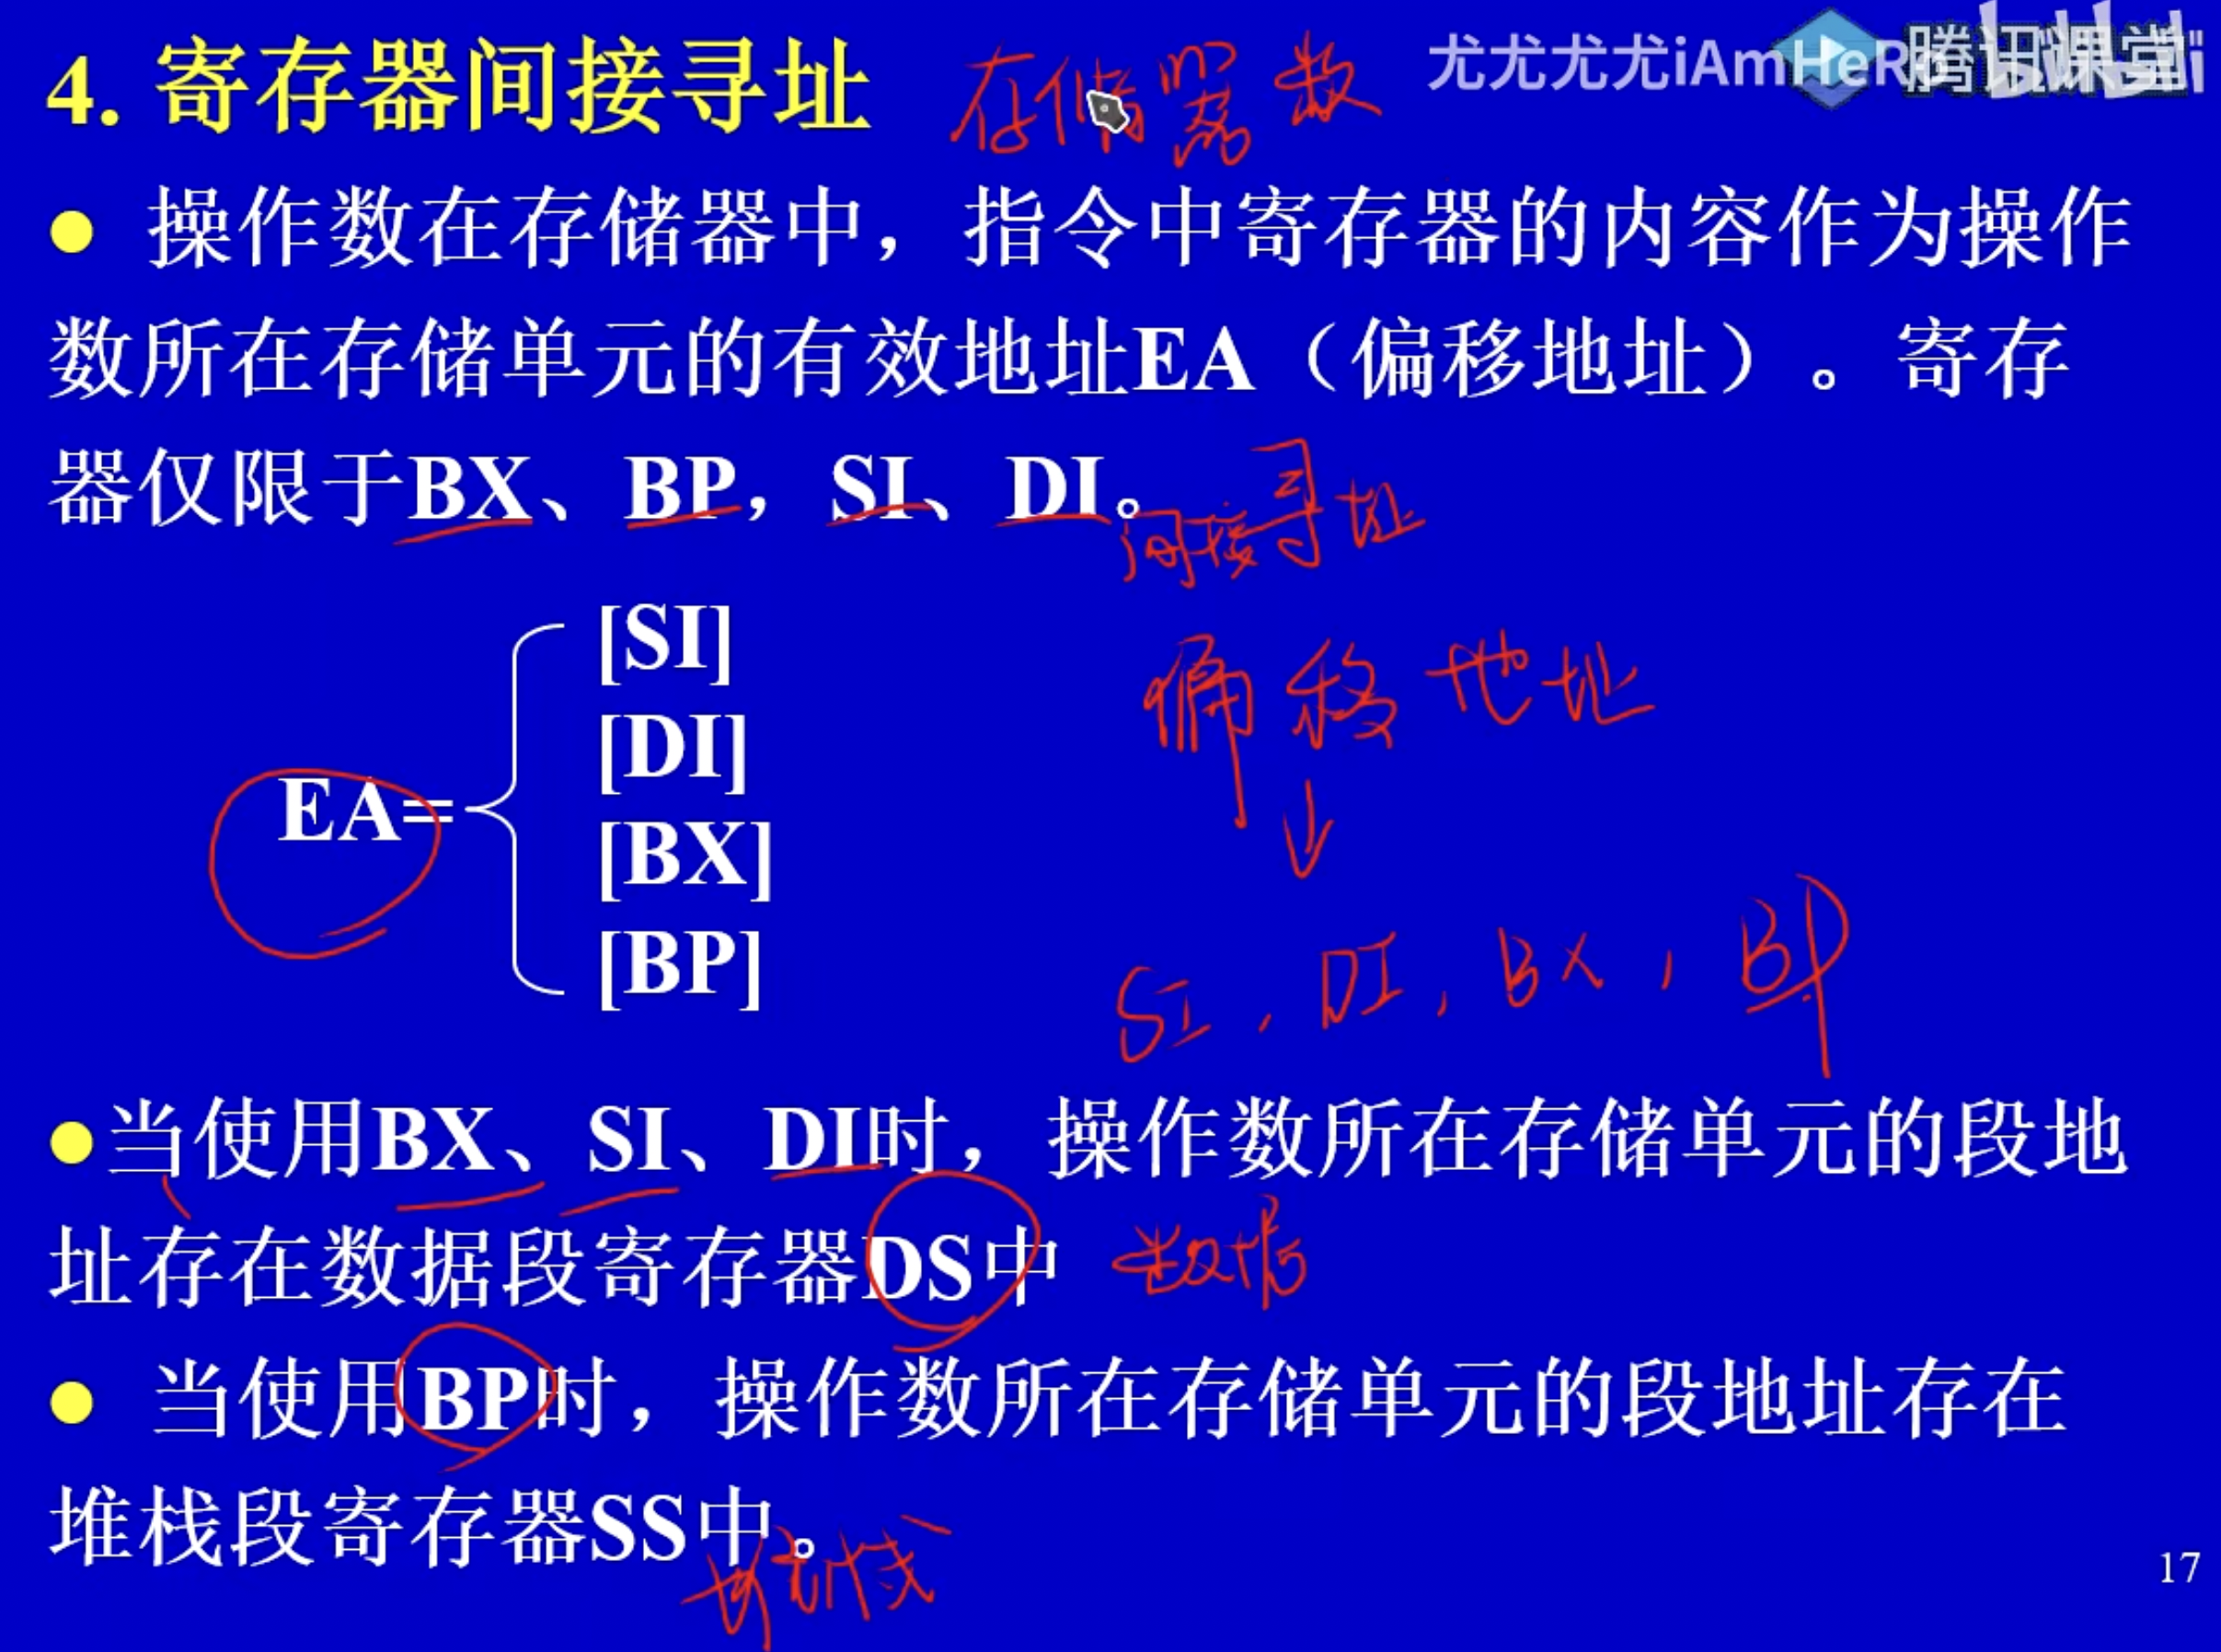 4. 寄存器间接寻址
存储器 数
尤尤尤尤iAmHeR
腾讯课堂
● 操作数在存储器中，指令中寄存器的内容作为操作
数所在存储单元的有效地址EA（偏移地址）。寄存
器仅限于BX、BP，SI、DI。
间接寻址
[SI]
偏移地址
[DI]
EA=
↓
[BX]
[BP]
SI，DI，BX，BP
●当使用BX、SI、DI时，操作数所在存储单元的段地
址存在数据段寄存器DS中
数据
● 当使用BP时，操作数所在存储单元的段地址存在
堆栈段寄存器SS中。
堆栈
17